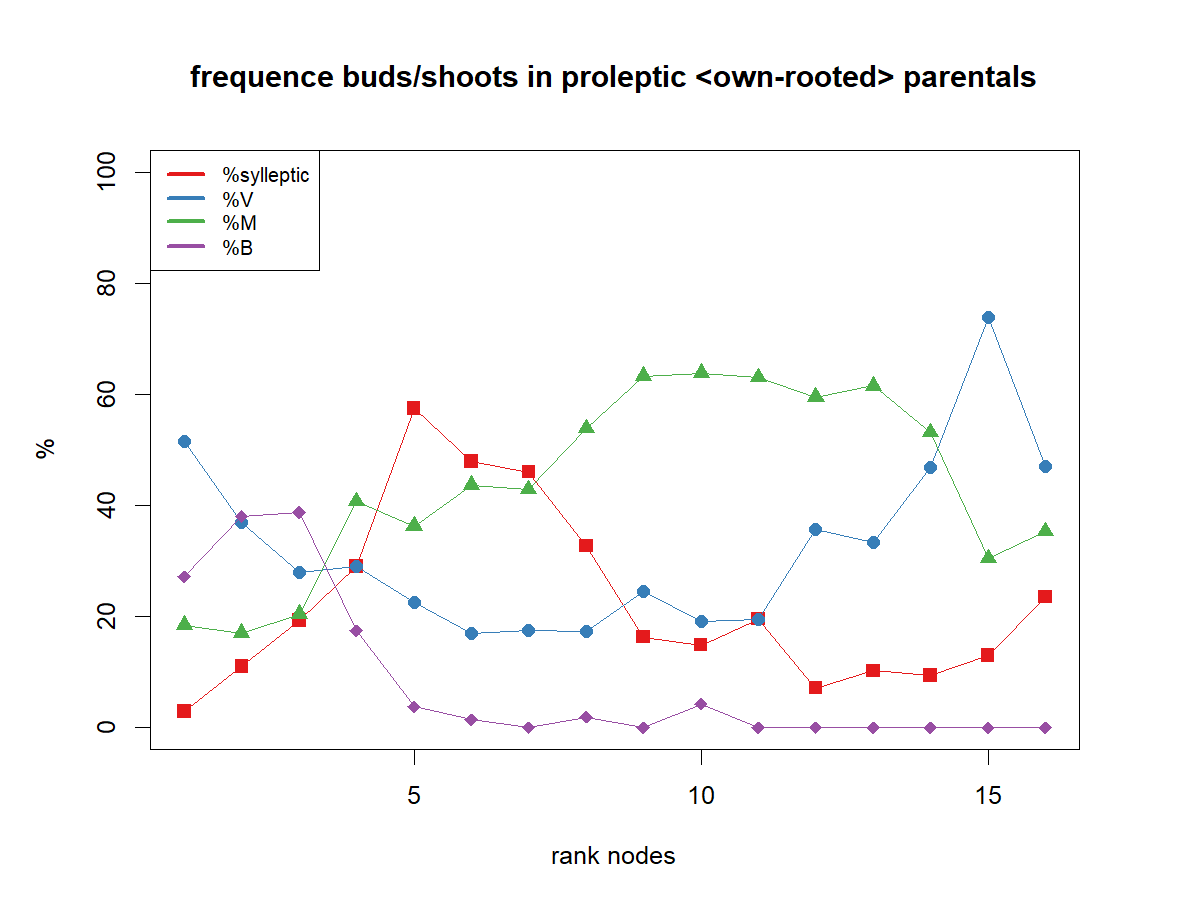 frequence buds/shoots in proleptic <own-rooted> parentals
%sylleptic
%V
%M
%B
100
80
60
40
20
0
%
5 10 15
rank nodes